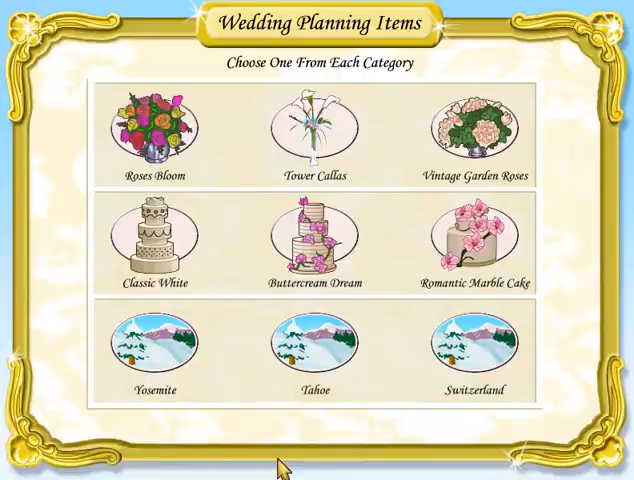 Wedding Planning Items
Choose One From Each Category
Roses Bloom
Tower Callas
Vintage Garden Roses
Classic White
Buttercream Dream
Romantic Marble Cake
Yosemite
Tahoe
Switzerland